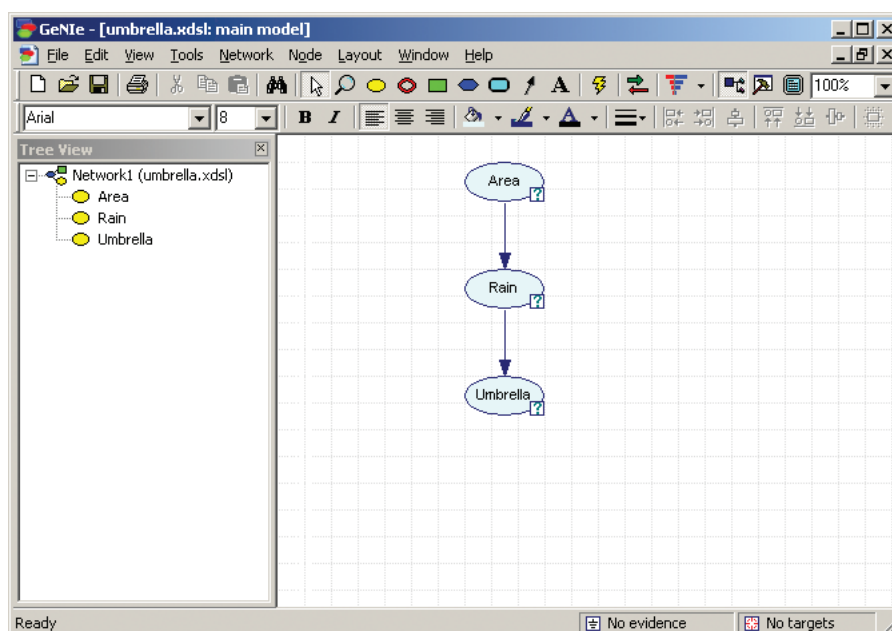 GeNIe - [umbrella.xdsl: main model]
File Edit View Tools Network Node Layout Window Help
A 100%
Arial 8 B I A
Tree View
Network1 (umbrella.xdsl)
Area
Rain
Umbrella
Area
?
Rain
?
Umbrella
?
Ready No evidence No targets